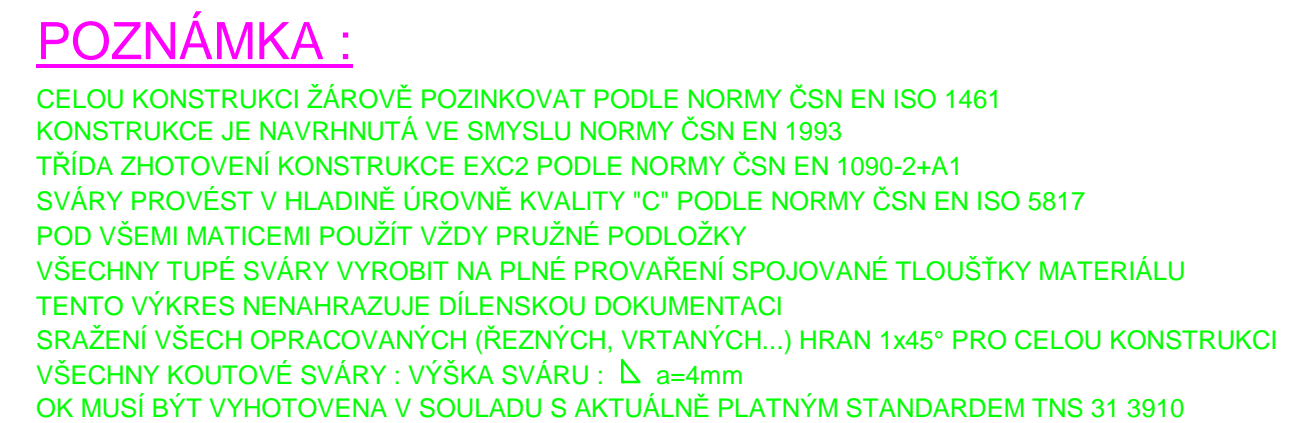 POZNÁMKA :
CELOU KONSTRUKCI ŽÁROVĚ POZINKOVAT PODLE NORMY ČSN EN ISO 1461
KONSTRUKCE JE NAVRHNUTÁ VE SMYSLU NORMY ČSN EN 1993
TŘÍDA ZHOTOVENÍ KONSTRUKCE EXC2 PODLE NORMY ČSN EN 1090-2+A1
SVÁRY PROVÉST V HLADINĚ ÚROVNĚ KVALITY "C" PODLE NORMY ČSN EN ISO 5817
POD VŠEMI MATICEMI POUŽÍT VŽDY PRUŽNÉ PODLOŽKY
VŠECHNY TUPÉ SVÁRY VYROBIT NA PLNÉ PROVAŘENÍ SPOJOVANÉ TLOUŠŤKY MATERIÁLU
TENTO VÝKRES NENAHRAZUJE DÍLENSKOU DOKUMENTACI
SRAŽENÍ VŠECH OPRACOVANÝCH (ŘEZNÝCH, VRTANÝCH...) HRAN 1x45° PRO CELOU KONSTRUKCI
VŠECHNY KOUTOVÉ SVÁRY : VÝŠKA SVÁRU : a=4mm
OK MUSÍ BÝT VYHOTOVENA V SOULADU S AKTUÁLNĚ PLATNÝM STANDARDEM TNS 31 3910